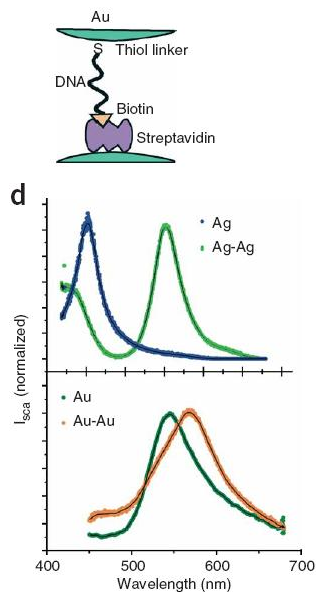 Au
S Thiol linker
DNA
Biotin
Streptavidin
d
Ag
Ag-Ag
I sca (normalized)
Au
Au-Au
400 500 600 700
Wavelength (nm)